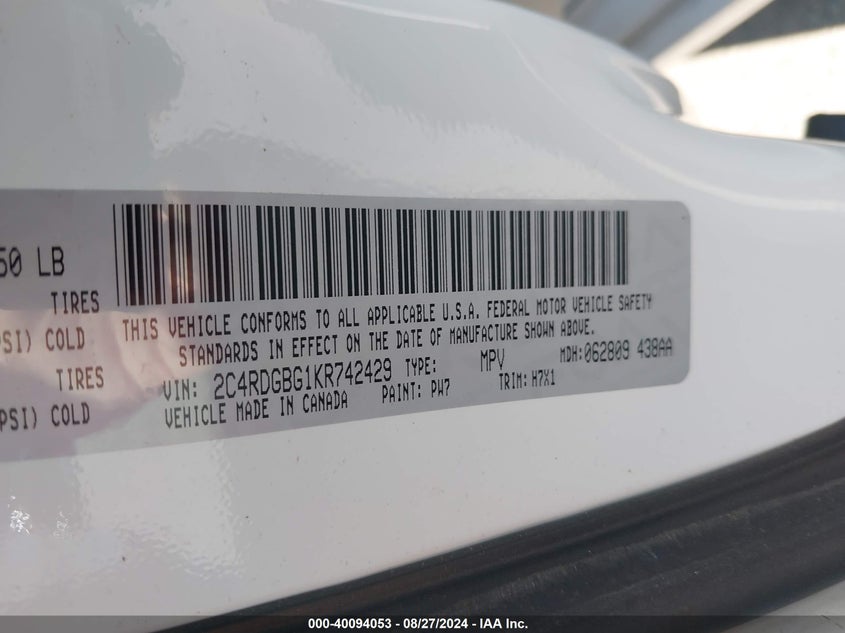 50 LB
TIRES
PSI) COLD
TIRES
PSI) COLD
THIS VEHICLE CONFORMS TO ALL APPLICABLE U.S.A. FEDERAL MOTOR VEHICLE SAFETY
STANDARDS IN EFFECT ON THE DATE OF MANUFACTURE SHOWN ABOVE.
VIN: 2C4RDGBG1KR742429 TYPE: MPV MDH:062809 438AA
VEHICLE MADE IN CANADA PAINT: PW7 TRIM: H7X1
000-40094053 - 08/27/2024 - IAA Inc.